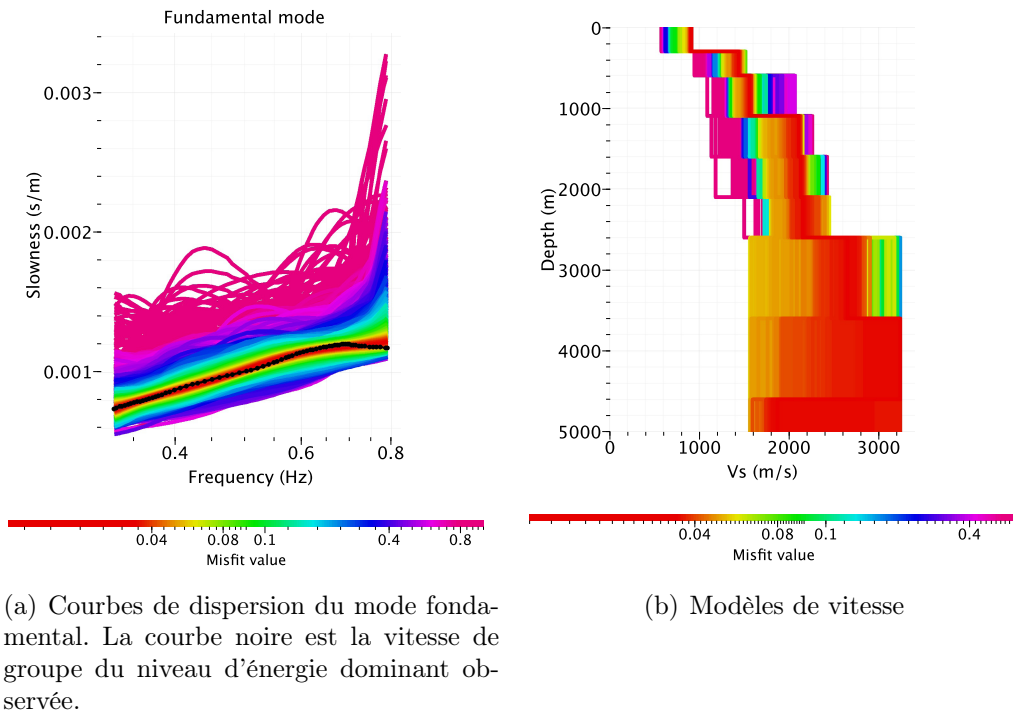 Fundamental mode
0.003
0.002
0.001
Slowness (s/m)
0.4 0.6 0.8
Frequency (Hz)
0.04 0.08 0.1 0.4 0.8
Misfit value
(a) Courbes de dispersion du mode fonda-
mental. La courbe noire est la vitesse de
groupe du niveau d'énergie dominant ob-
servée.
0
1000
2000
3000
4000
5000
Depth (m)
0 1000 2000 3000
Vs (m/s)
0.04 0.08 0.1 0.4
Misfit value
(b) Modèles de vitesse